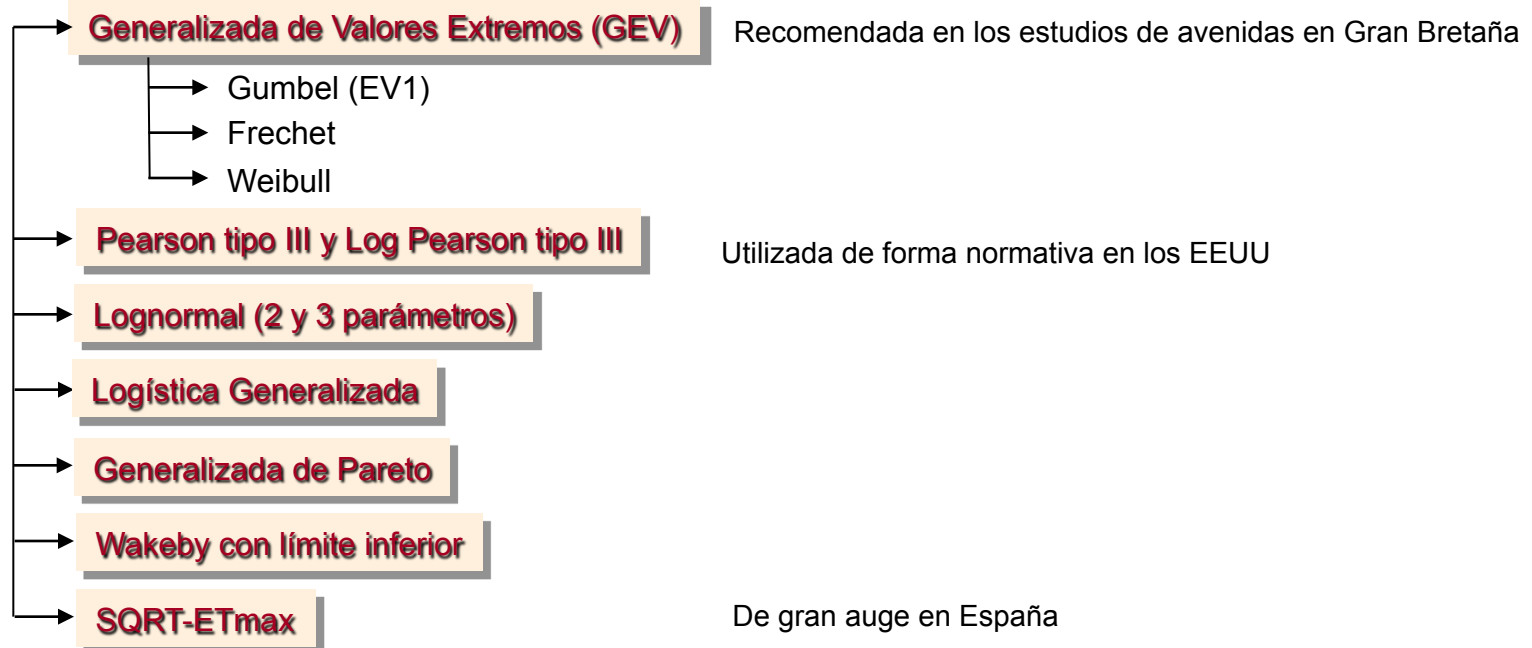 Generalizada de Valores Extremos (GEV)
Recomendada en los estudios de avenidas en Gran Bretaña
Gumbel (EV1)
Frechet
Weibull
Pearson tipo III y Log Pearson tipo III
Utilizada de forma normativa en los EEUU
Lognormal (2 y 3 parámetros)
Logística Generalizada
Generalizada de Pareto
Wakeby con límite inferior
SQRT-ETmax
De gran auge en España